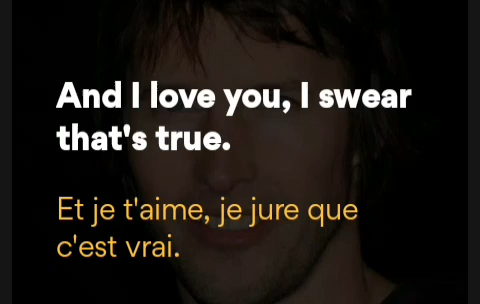 And I love you, I swear
that's true.
Et je t'aime, je jure que
c'est vrai.